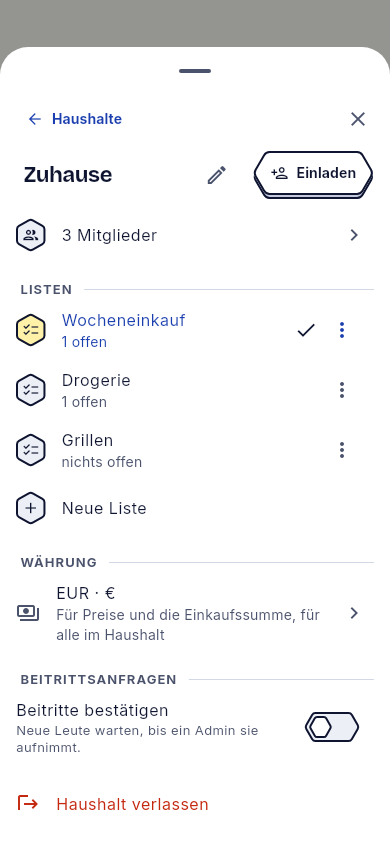 Haushalte
Zuhause
Einladen
3 Mitglieder
LISTEN
Wocheneinkauf
1 offen
Drogerie
1 offen
Grillen
nichts offen
Neue Liste
WÄHRUNG
EUR · €
Für Preise und die Einkaufssumme, für
alle im Haushalt
BEITRITTSANFRAGEN
Beitritte bestätigen
Neue Leute warten, bis ein Admin sie
aufnimmt.
Haushalt verlassen